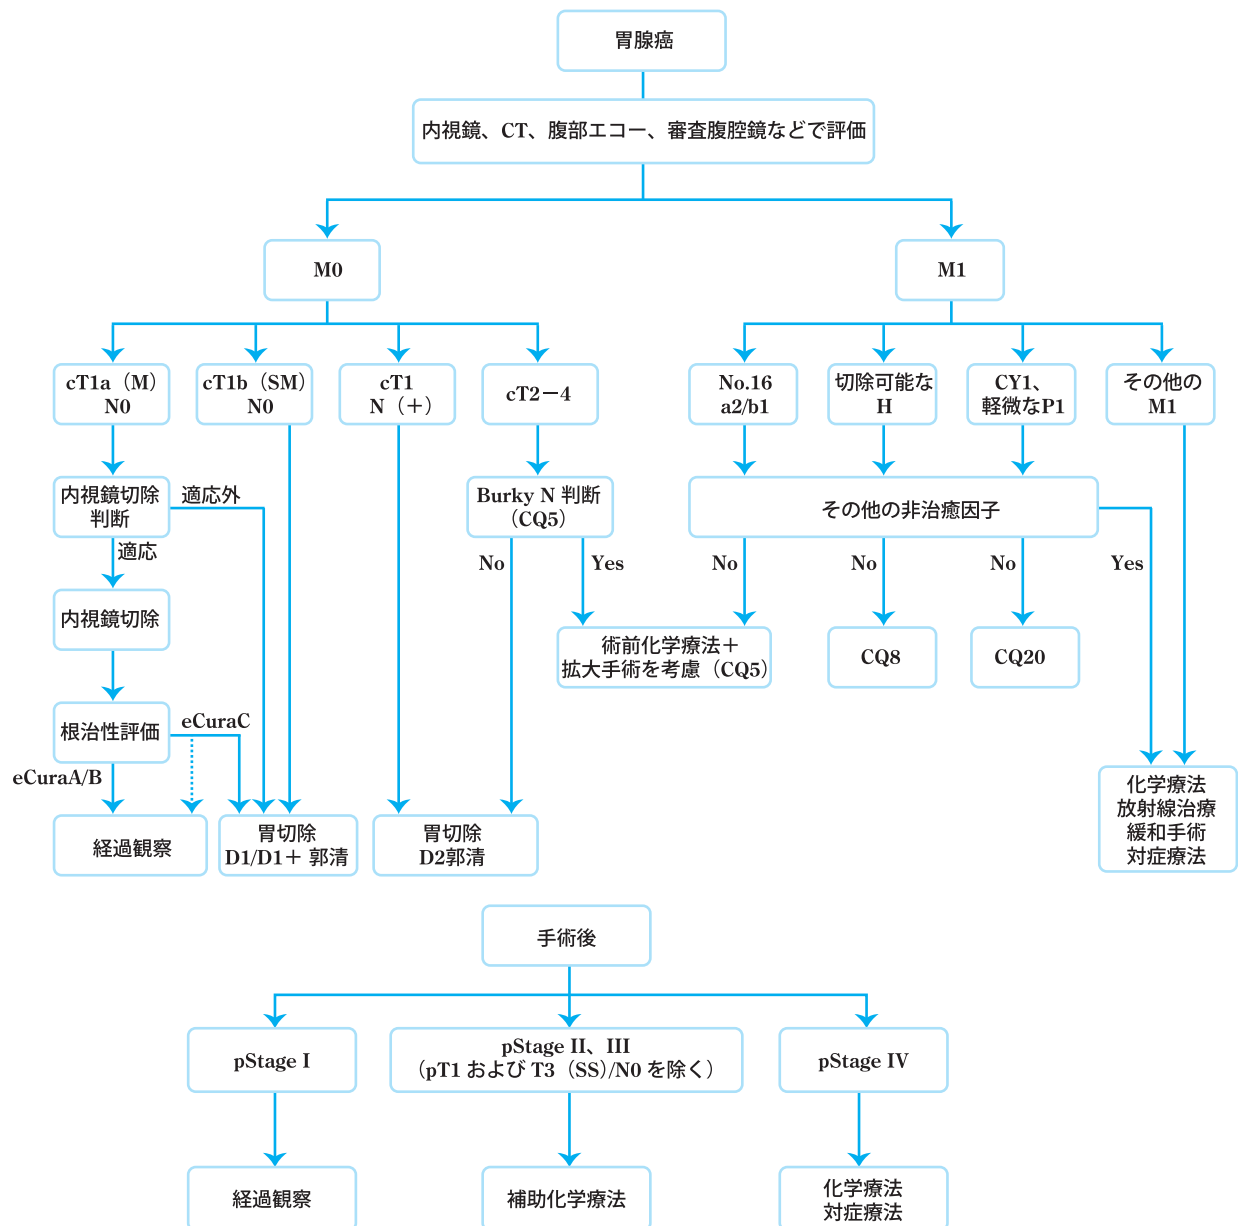 胃腺癌
内視鏡、CT、腹部エコー、審査腹腔鏡などで評価
M0
M1
cT1a（M）
N0
cT1b（SM）
N0
cT1
N（＋）
cT2－4
No.16
a2/b1
切除可能な
H
CY1、
軽微なP1
その他の
M1
内視鏡切除
判断
適応外
適応
Burky N 判断
（CQ5）
その他の非治癒因子
No
Yes
No
No
No
Yes
内視鏡切除
術前化学療法＋
拡大手術を考慮（CQ5）
CQ8
CQ20
根治性評価
eCuraC
eCuraA/B
経過観察
胃切除
D1/D1＋ 郭清
胃切除
D2郭清
化学療法
放射線治療
緩和手術
対症療法
手術後
pStage I
pStage II、III
（pT1 および T3（SS）/N0 を除く）
pStage IV
経過観察
補助化学療法
化学療法
対症療法